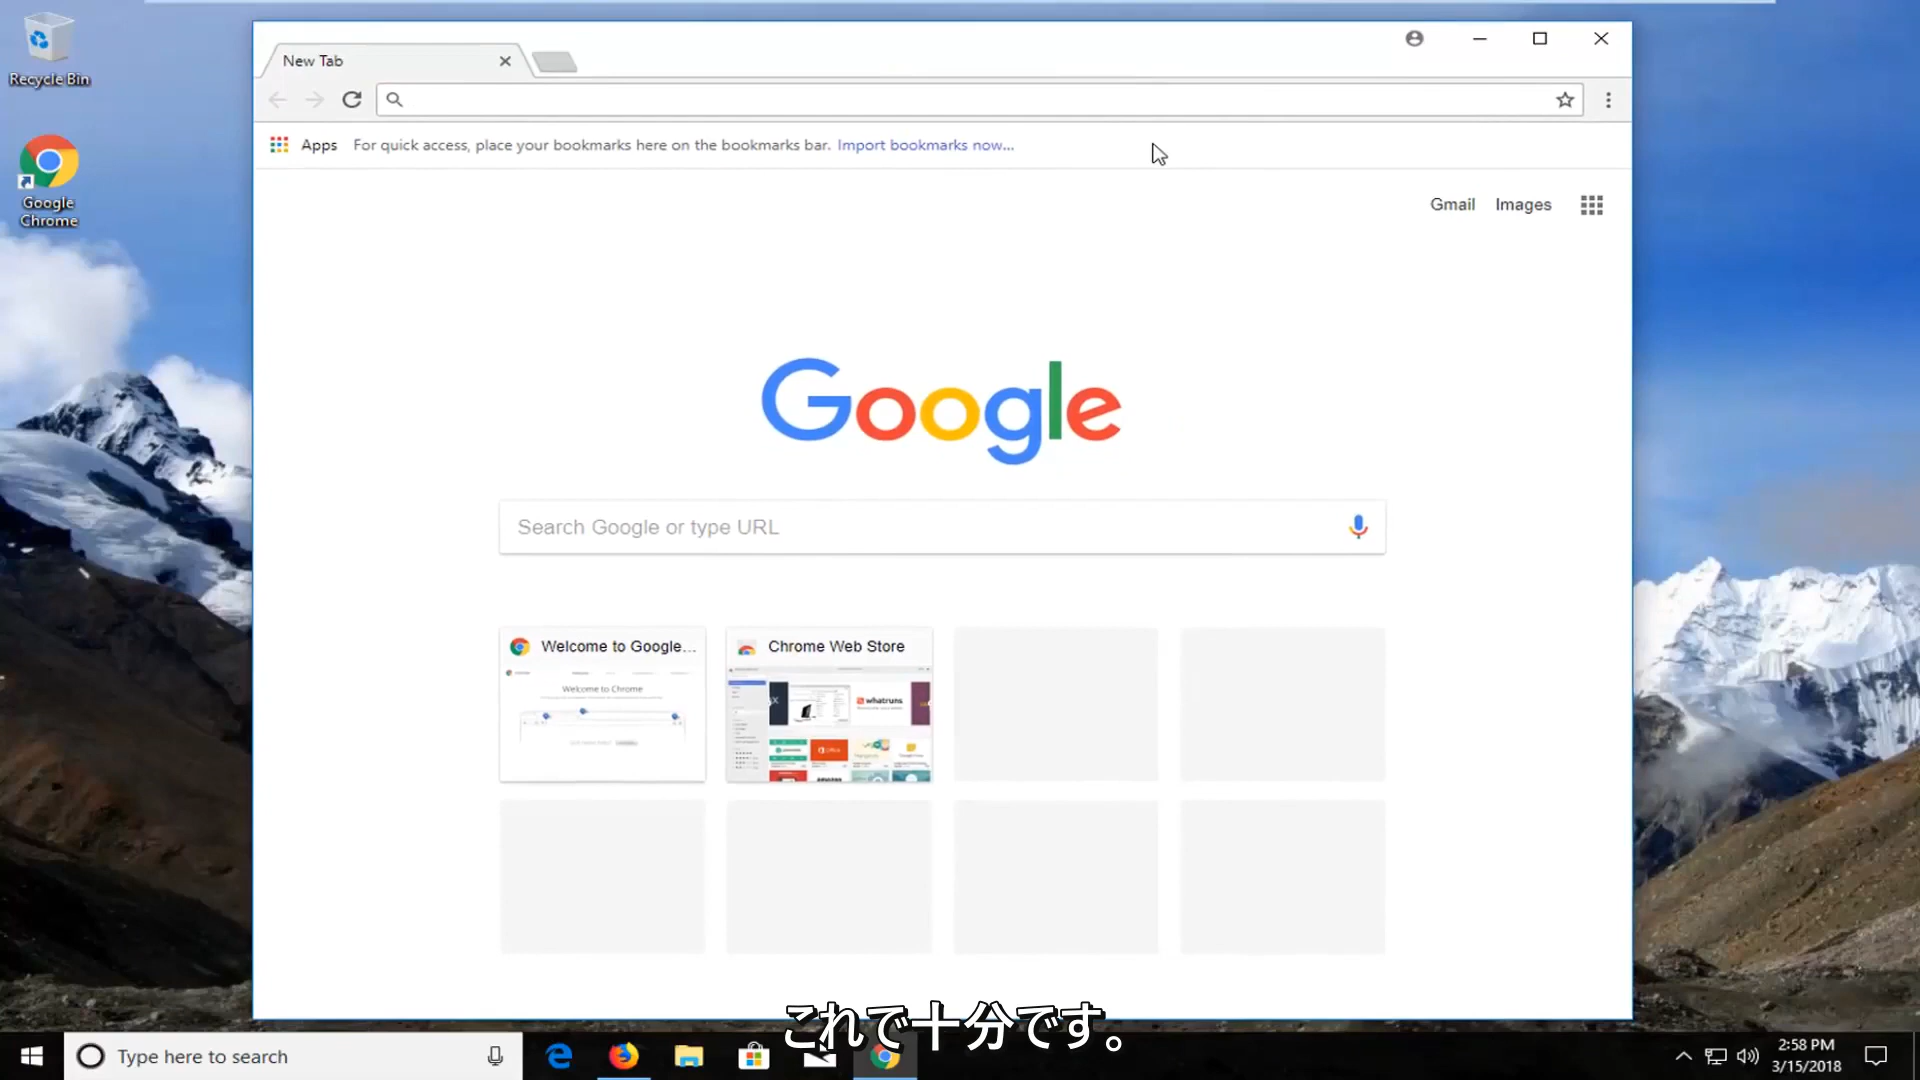 Recycle Bin
Google
Chrome
New Tab
Apps For quick access, place your bookmarks here on the bookmarks bar. Import bookmarks now...
Gmail Images
Google
Search Google or type URL
Welcome to Google...
Welcome to Chrome
Chrome Web Store
whatruns
Office
これで十分です。
Type here to search
2:58 PM
3/15/2018